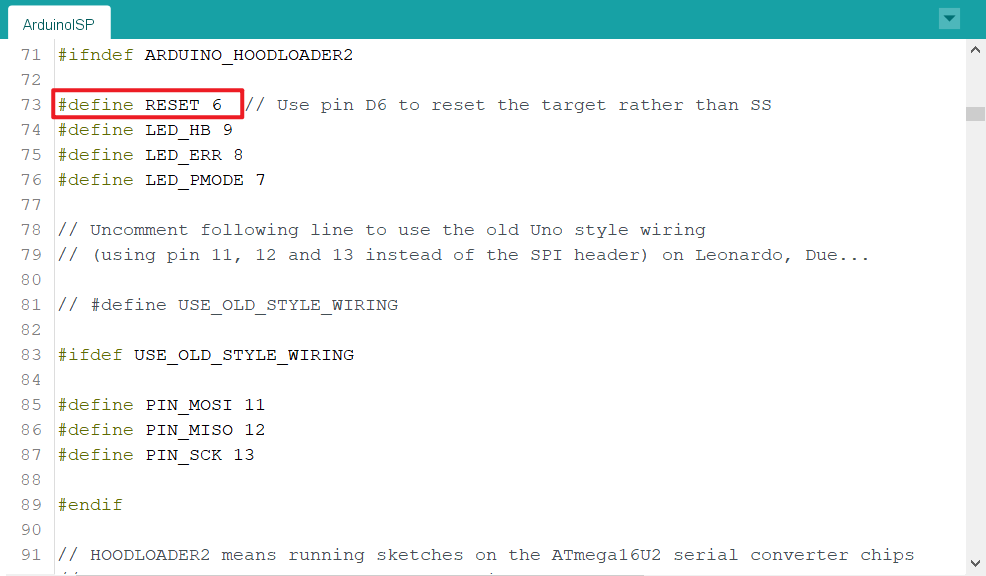 ArduinoISP
71 #ifndef ARDUINO_HOODLOADER2
72
73 #define RESET 6 // Use pin D6 to reset the target rather than SS
74 #define LED_HB 9
75 #define LED_ERR 8
76 #define LED_PMODE 7
77
78 // Uncomment following line to use the old Uno style wiring
79 // (using pin 11, 12 and 13 instead of the SPI header) on Leonardo, Due...
80
81 // #define USE_OLD_STYLE_WIRING
82
83 #ifdef USE_OLD_STYLE_WIRING
84
85 #define PIN_MOSI 11
86 #define PIN_MISO 12
87 #define PIN_SCK 13
88
89 #endif
90
91 // HOODLOADER2 means running sketches on the ATmega16U2 serial converter chips